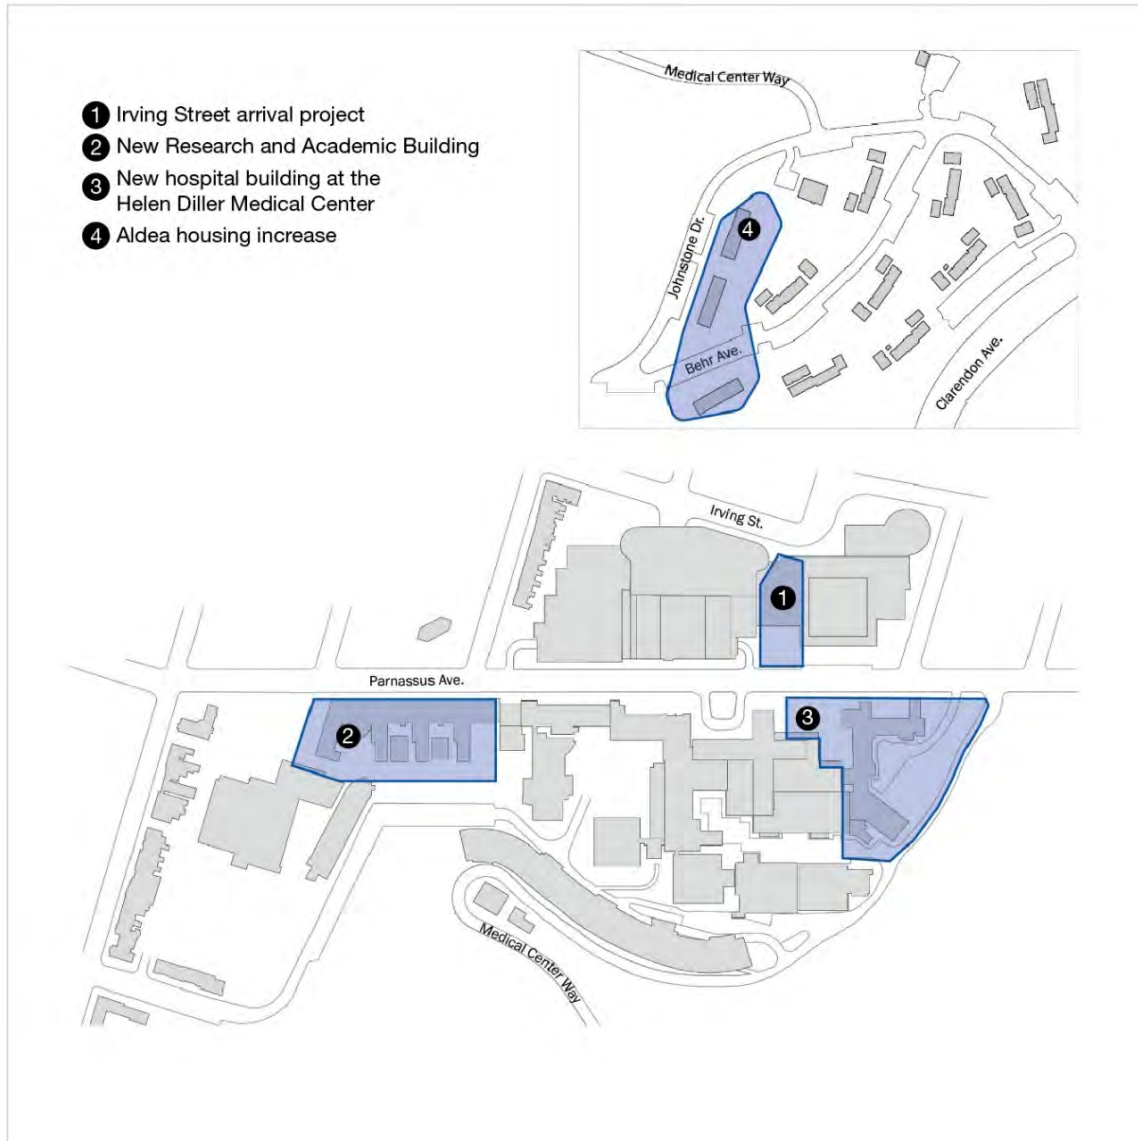 1 Irving Street arrival project
2 New Research and Academic Building
3 New hospital building at the
Helen Diller Medical Center
4 Aldea housing increase
Medical Center Way
4
Johnstone Dr.
Behr Ave.
Clarendon Ave.
Irving St.
1
Parnassus Ave.
2
3
Medical Center Way